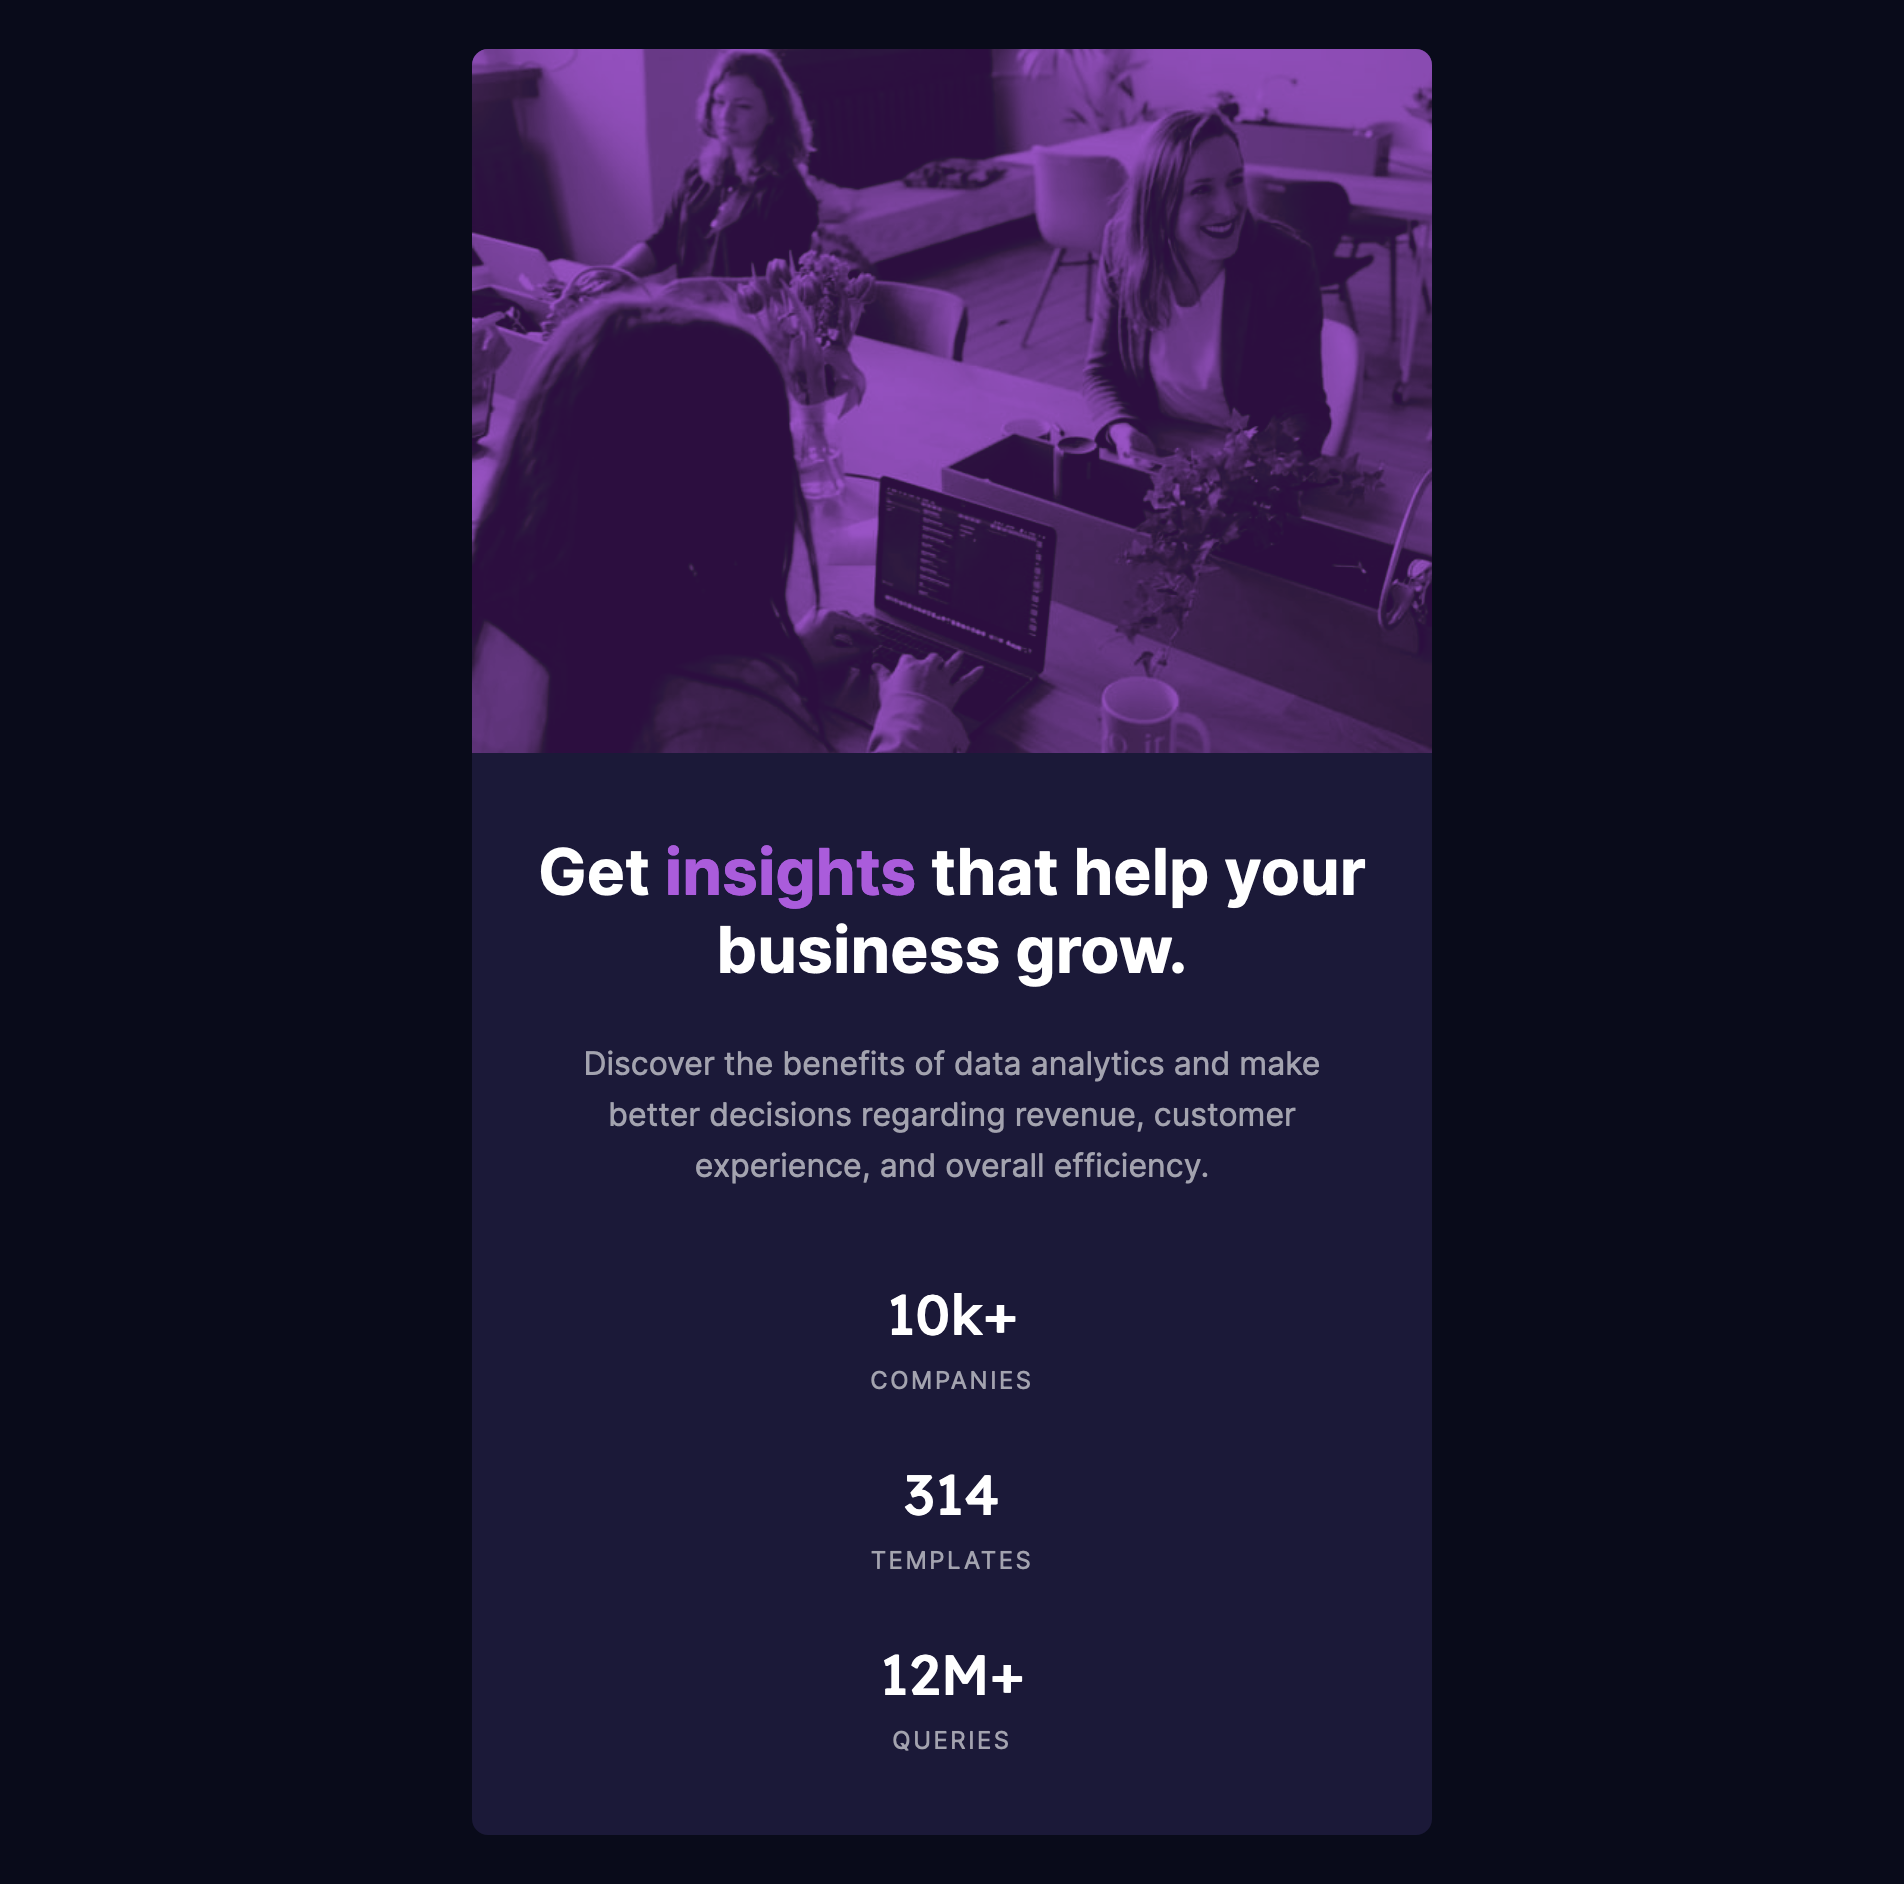 Get insights that help your
business grow.
Discover the benefits of data analytics and make
better decisions regarding revenue, customer
experience, and overall efficiency.
10k+
COMPANIES
314
TEMPLATES
12M+
QUERIES